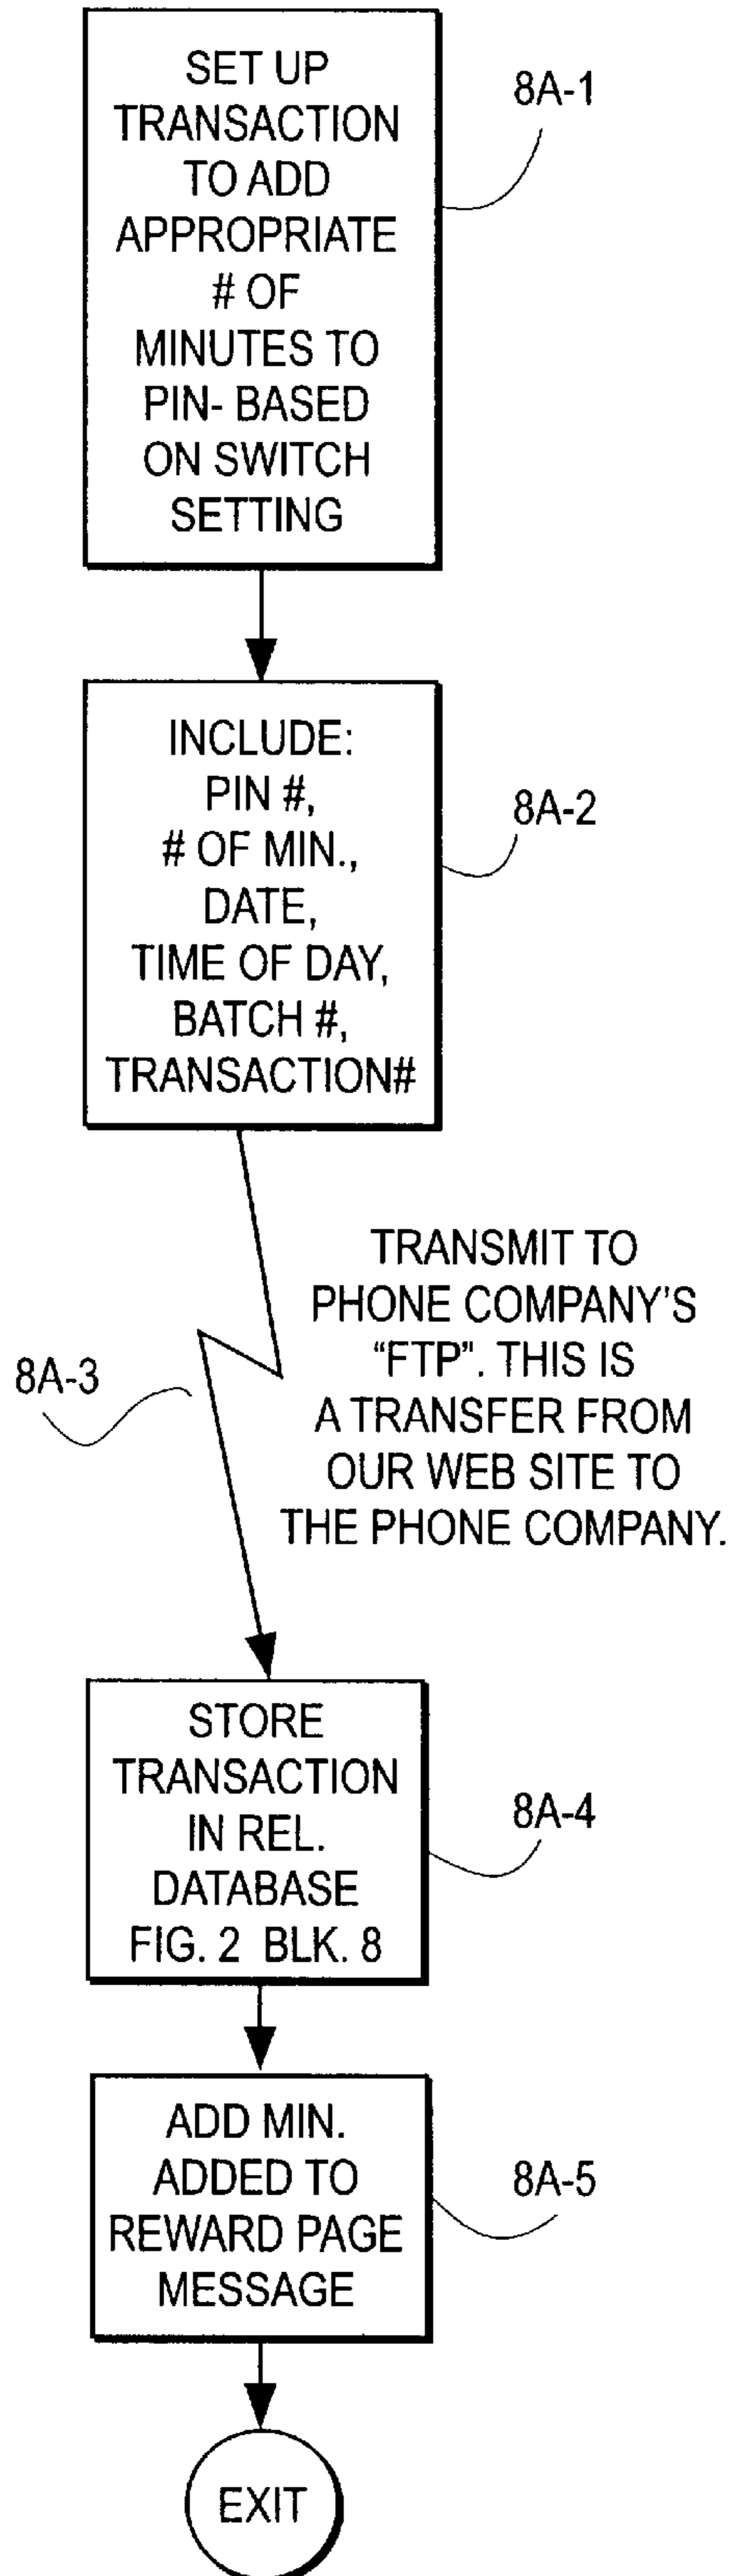 SET UP
TRANSACTION
TO ADD
APPROPRIATE
# OF
MINUTES TO
PIN- BASED
ON SWITCH
SETTING
8A-1
INCLUDE:
PIN #,
# OF MIN.,
DATE,
TIME OF DAY,
BATCH #,
TRANSACTION#
8A-2
TRANSMIT TO
PHONE COMPANY'S
“FTP”. THIS IS
A TRANSFER FROM
OUR WEB SITE TO
THE PHONE COMPANY.
8A-3
STORE
TRANSACTION
IN REL.
DATABASE
FIG. 2 BLK. 8
8A-4
ADD MIN.
ADDED TO
REWARD PAGE
MESSAGE
8A-5
EXIT